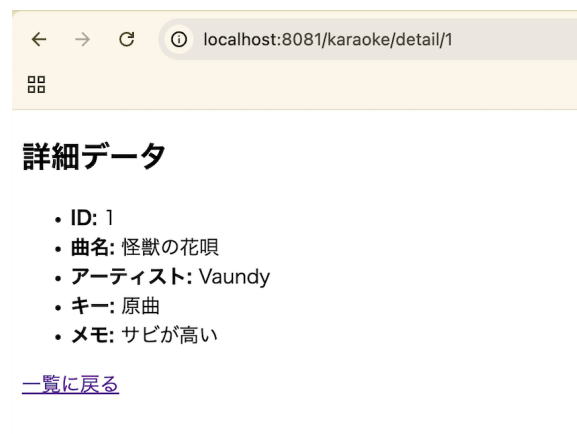 localhost:8081/karaoke/detail/1
詳細データ
• ID: 1
• 曲名: 怪獣の花唄
• アーティスト: Vaundy
• キー: 原曲
• メモ: サビが高い
一覧に戻る